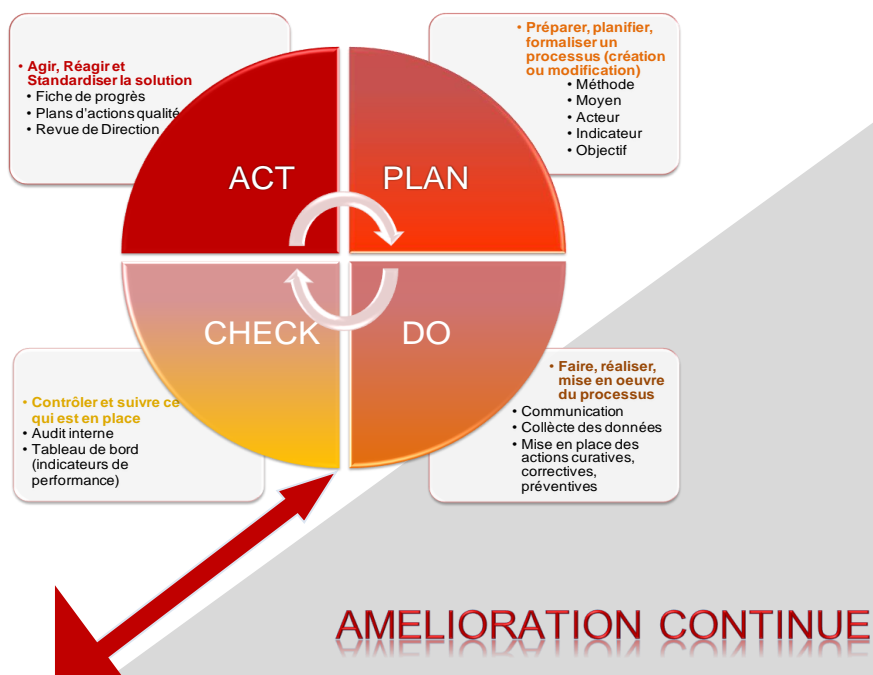 • Agir, Réagir et
Standardiser la solution
• Fiche de progrès
• Plans d'actions qualité
• Revue de Direction
• Préparer, planifier,
formaliser un
processus (création
ou modification)
• Méthode
• Moyen
• Acteur
• Indicateur
• Objectif
ACT
PLAN
CHECK
DO
• Contrôler et suivre ce
qui est en place
• Audit interne
• Tableau de bord
(indicateurs de
performance)
• Faire, réaliser,
mise en oeuvre
du processus
• Communication
• Collècte des données
• Mise en place des
actions curatives,
correctives,
préventives
AMELIORATION CONTINUE